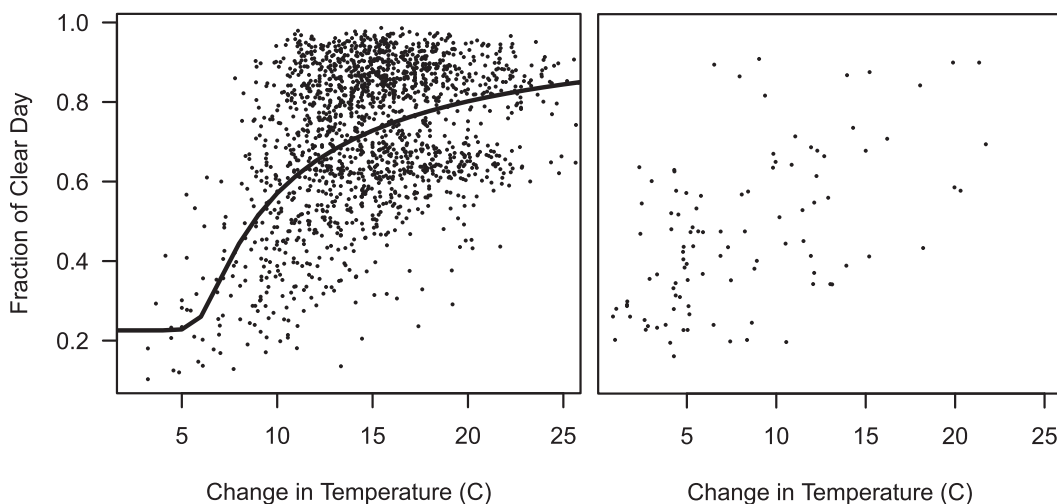 1.0
0.8
0.6
0.4
0.2
Fraction of Clear Day
5 10 15 20 25
5 10 15 20 25
Change in Temperature (C)
Change in Temperature (C)